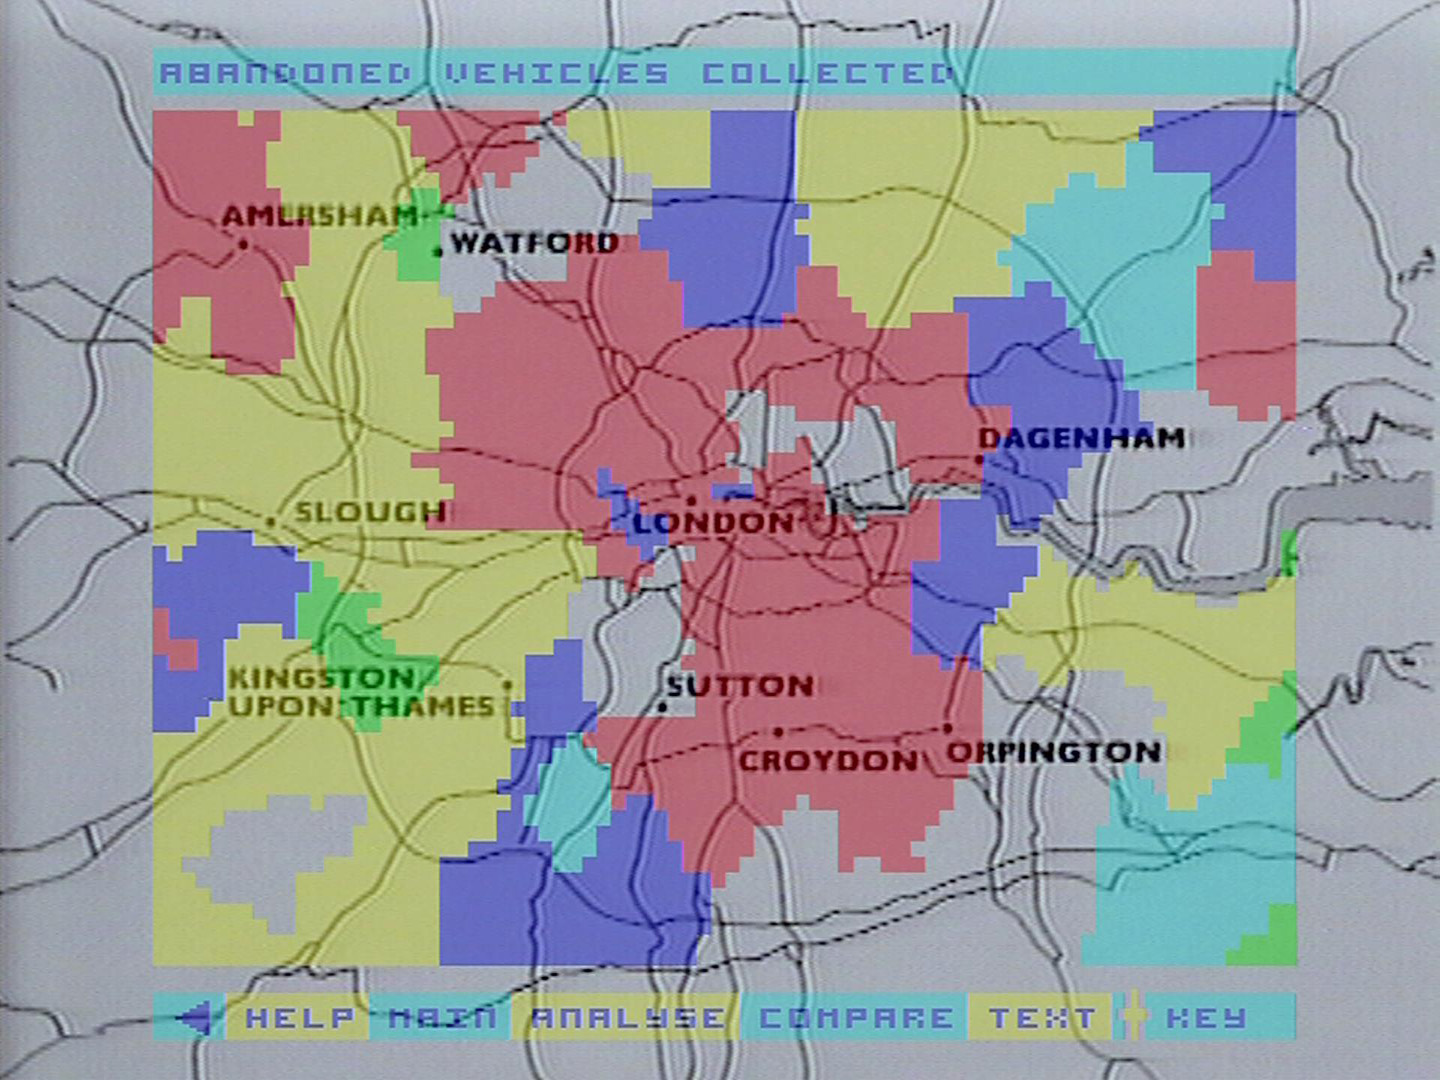 ABANDONED VEHICLES COLLECTED
AMERSHAM
WATFORD
DAGENHAM
SLOUGH
LONDON
KINGSTON
UPON THAMES
SUTTON
CROYDON
ORPINGTON
HELP MAIN ANALYSE COMPARE TEXT KEY